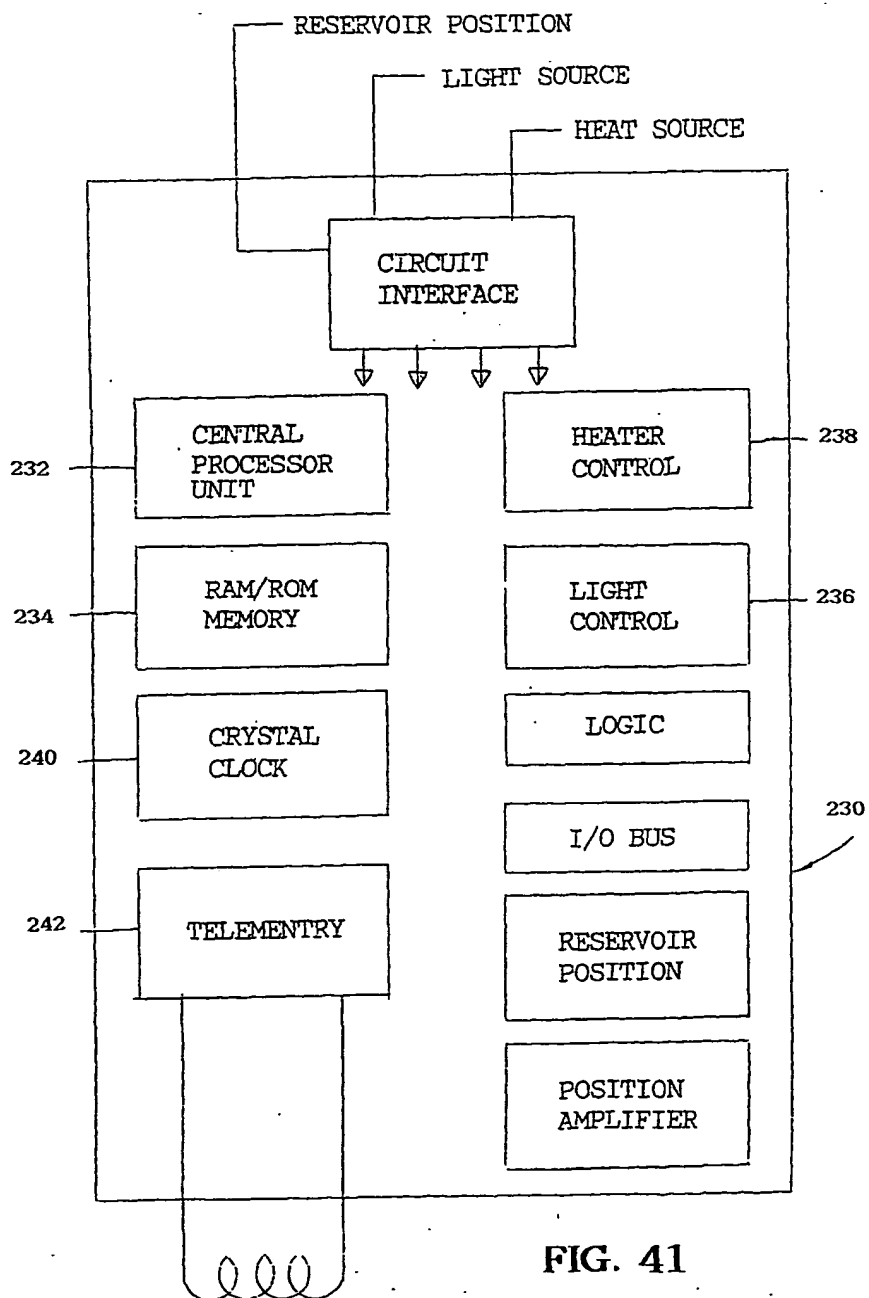 RESERVOIR POSITION
LIGHT SOURCE
HEAT SOURCE
CIRCUIT
INTERFACE
CENTRAL
PROCESSOR
UNIT
232
HEATER
CONTROL
238
RAM/ROM
MEMORY
234
LIGHT
CONTROL
236
CRYSTAL
CLOCK
240
LOGIC
I/O BUS
230
TELEMENTRY
242
RESERVOIR
POSITION
POSITION
AMPLIFIER
FIG. 41